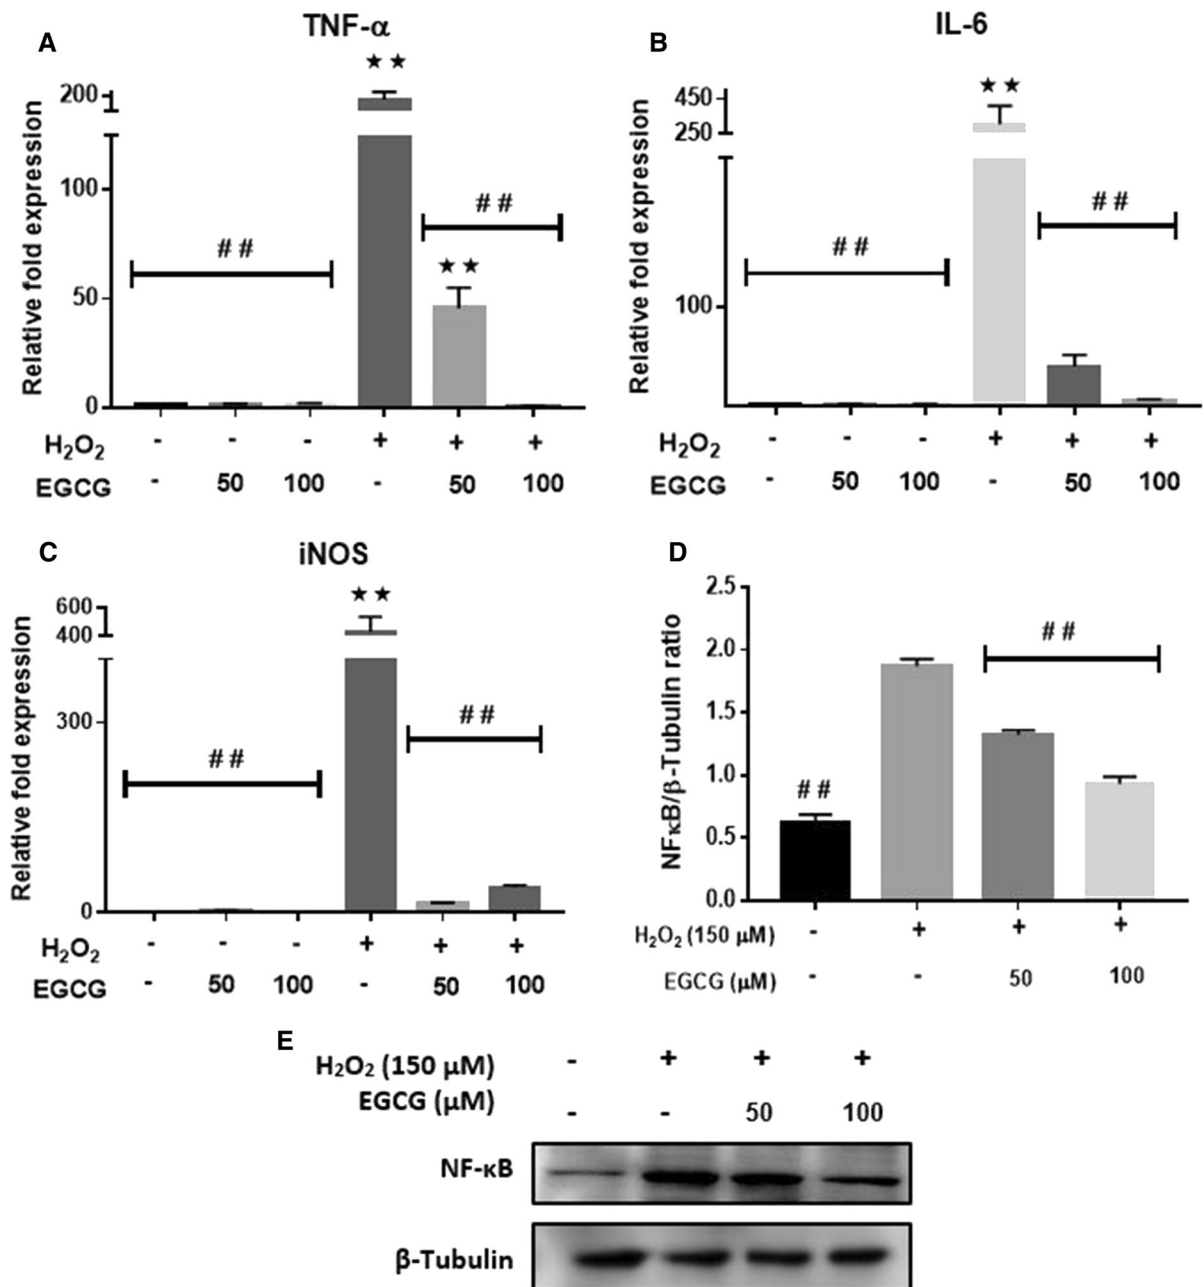 A
TNF-α
★★
200
100
50
0
Relative fold expression
# #
# #
★★
H₂O₂ - - - + + +
EGCG - 50 100 - 50 100
B
IL-6
★★
450
250
100
Relative fold expression
# #
# #
H₂O₂ - - - + + +
EGCG - 50 100 - 50 100
C
iNOS
★★
600
400
300
0
Relative fold expression
# #
# #
H₂O₂ - - - + + +
EGCG - 50 100 - 50 100
D
2.5
2.0
1.5
1.0
0.5
0.0
NFκB/β-Tubulin ratio
# #
# #
H₂O₂ (150 μM) - + + +
EGCG (μM) - - 50 100
E
H₂O₂ (150 μM) - + + +
EGCG (μM) - - 50 100
NF-κB
β-Tubulin